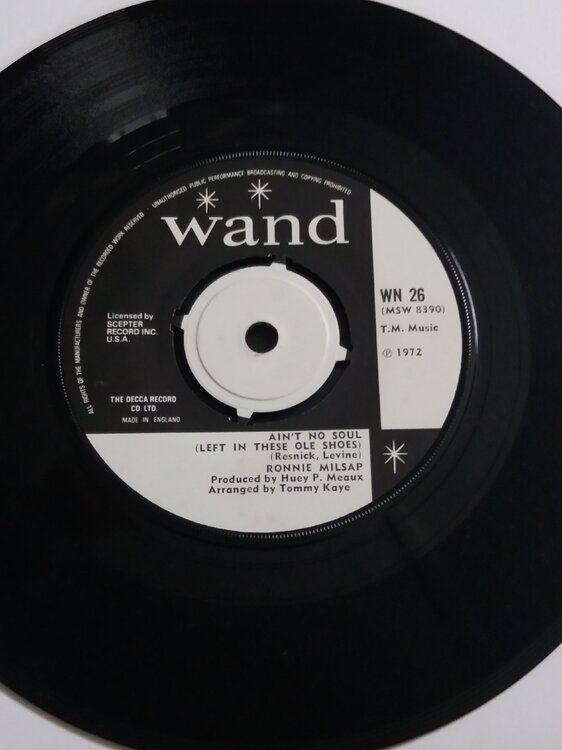 ALL RIGHTS OF THE MANUFACTURERS AND OWNER OF THE RECORDED WORK RESERVED · UNAUTHORISED PUBLIC PERFORMANCE BROADCASTING AND COPYING PROHIBITED
wand
WN 26
(MSW 8390)
T.M. Music
Ⓟ 1972
Licensed by
SCEPTER
RECORD INC.
U.S.A.
THE DECCA RECORD
CO. LTD.
MADE IN ENGLAND
AIN'T NO SOUL
(LEFT IN THESE OLE SHOES)
(Resnick, Levine)
RONNIE MILSAP
Produced by Huey P. Meaux
Arranged by Tommy Kaye